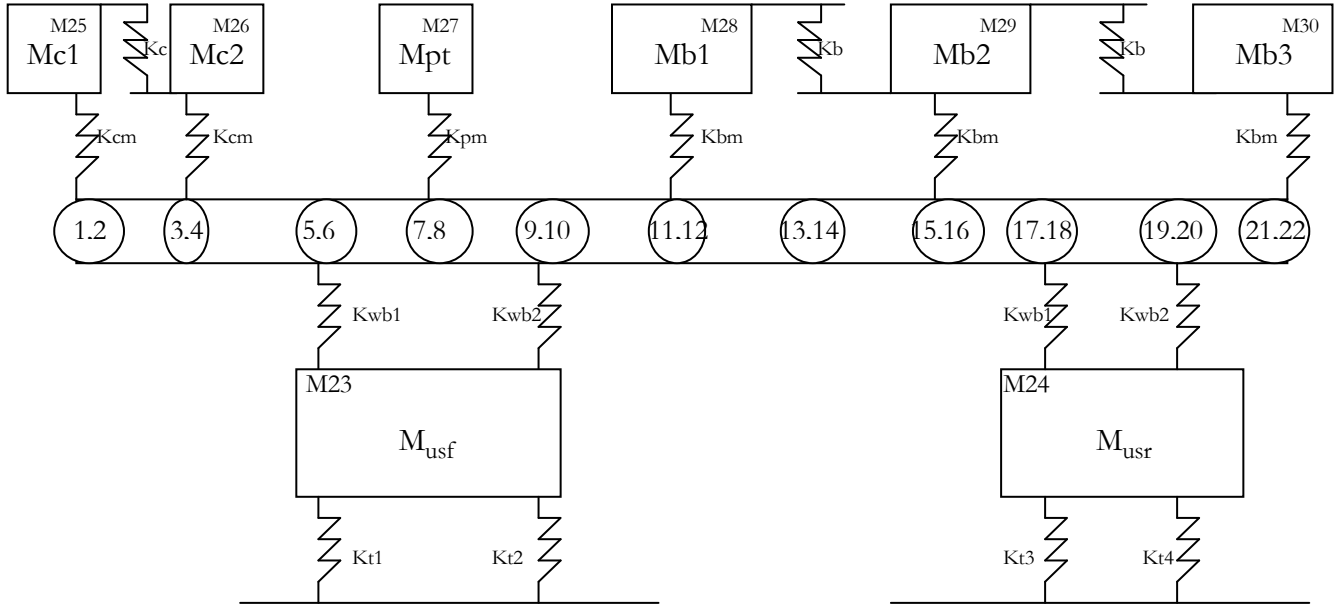 M25
M26
M27
M28
M29
M30
Mc1
Kc
Mc2
Mpt
Mb1
Kb
Mb2
Kb
Mb3
Kcm
Kcm
Kpm
Kbm
Kbm
Kbm
1.2
3.4
5.6
7.8
9.10
11.12
13.14
15.16
17.18
19.20
21.22
Kwb1
Kwb2
Kwb1
Kwb2
M23
M24
Musf
Musr
Kt1
Kt2
Kt3
Kt4